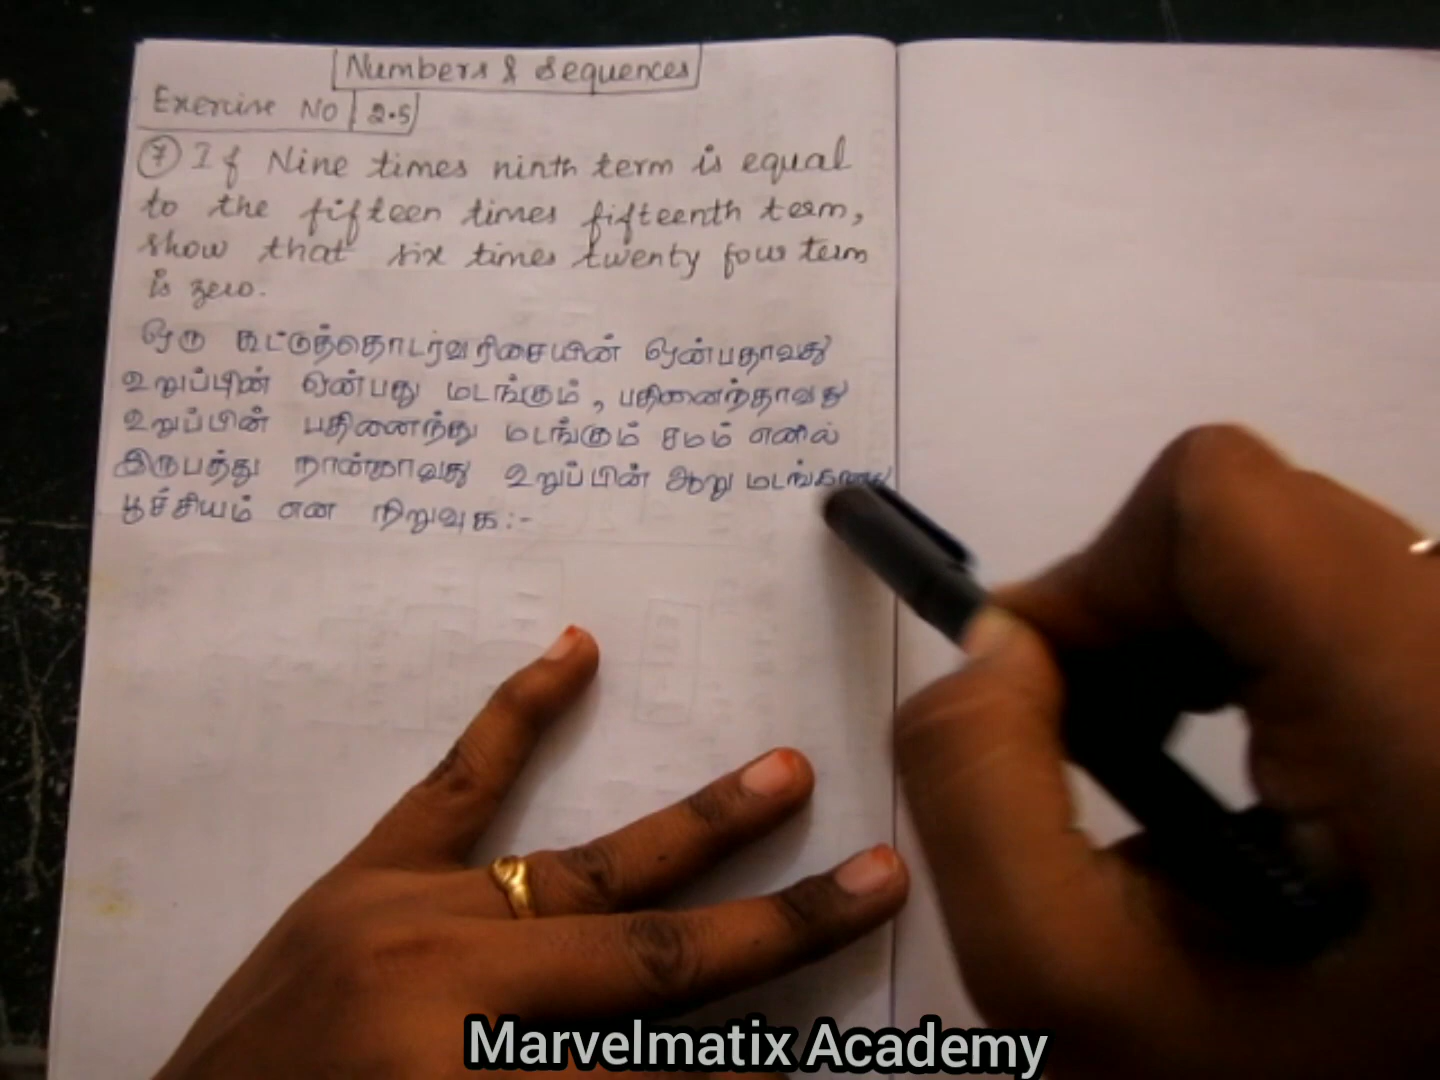 Numbers & Sequences
Exercise No 2.5
7 If Nine times ninth term is equal
to the fifteen times fifteenth term,
show that six times twenty four term
is zero.
ஒரு கூட்டுத்தொடர்வரிசையின் ஒன்பதாவது
உறுப்பின் ஒன்பது மடங்கும், பதினைந்தாவது
உறுப்பின் பதினைந்து மடங்கும் சமம் எனில்
இருபத்து நான்காவது உறுப்பின் ஆறு
பூச்சியம் என நிறுவுக:-
Marvelmatix Academy